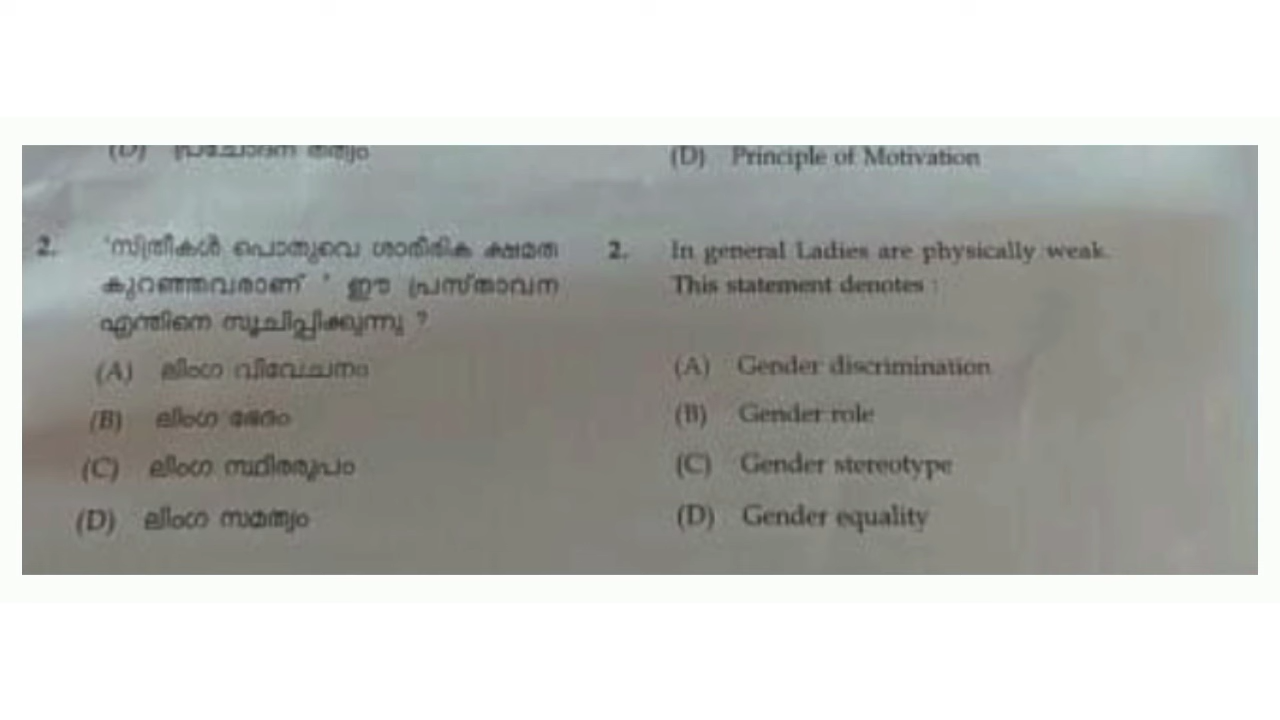 (D) തത്വം
(D) Principle of Motivation
2. 'സ്ത്രീകൾ പൊതുവെ ശാരീരിക ക്ഷമത
കുറഞ്ഞവരാണ് ' ഈ പ്രസ്താവന
എന്തിനെ സൂചിപ്പിക്കുന്നു ?
(A) ലിംഗ വിവേചനം
(B) ലിംഗ
(C) ലിംഗ സ്ഥിരരൂപം
(D) ലിംഗ സമത്വം
2. In general Ladies are physically weak.
This statement denotes :
(A) Gender discrimination
(B) Gender role
(C) Gender stereotype
(D) Gender equality